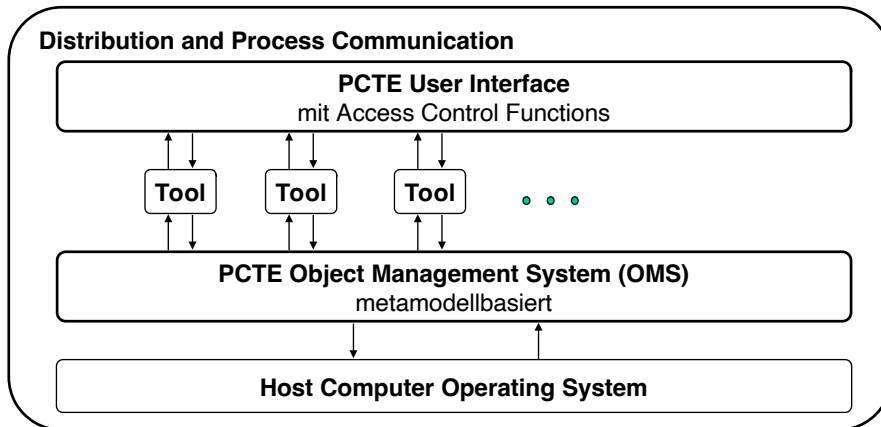 Distribution and Process Communication
PCTE User Interface
mit Access Control Functions
Tool Tool Tool
PCTE Object Management System (OMS)
metamodellbasiert
Host Computer Operating System